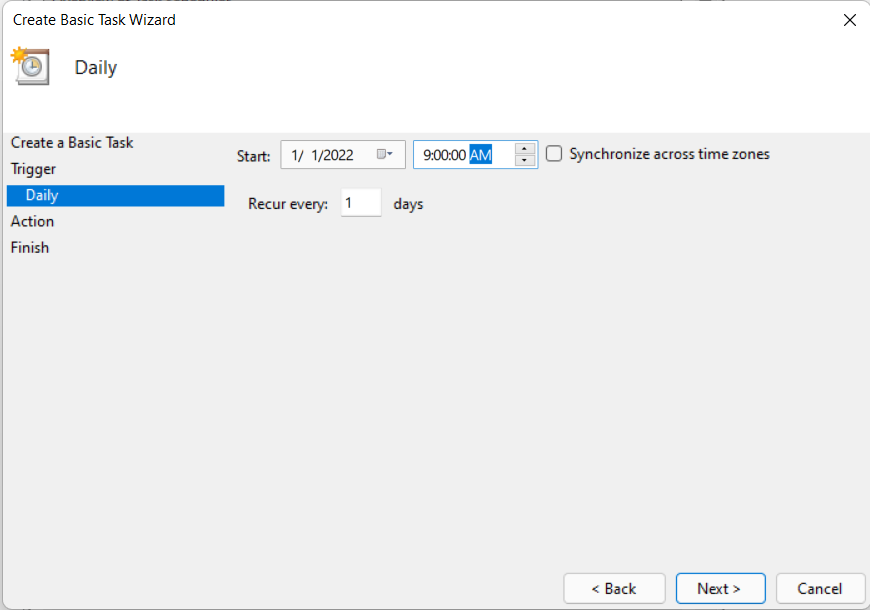 Create Basic Task Wizard
Daily
Create a Basic Task
Trigger
Daily
Action
Finish
Start: 1/ 1/2022 9:00:00 AM Synchronize across time zones
Recur every: 1 days
< Back Next > Cancel